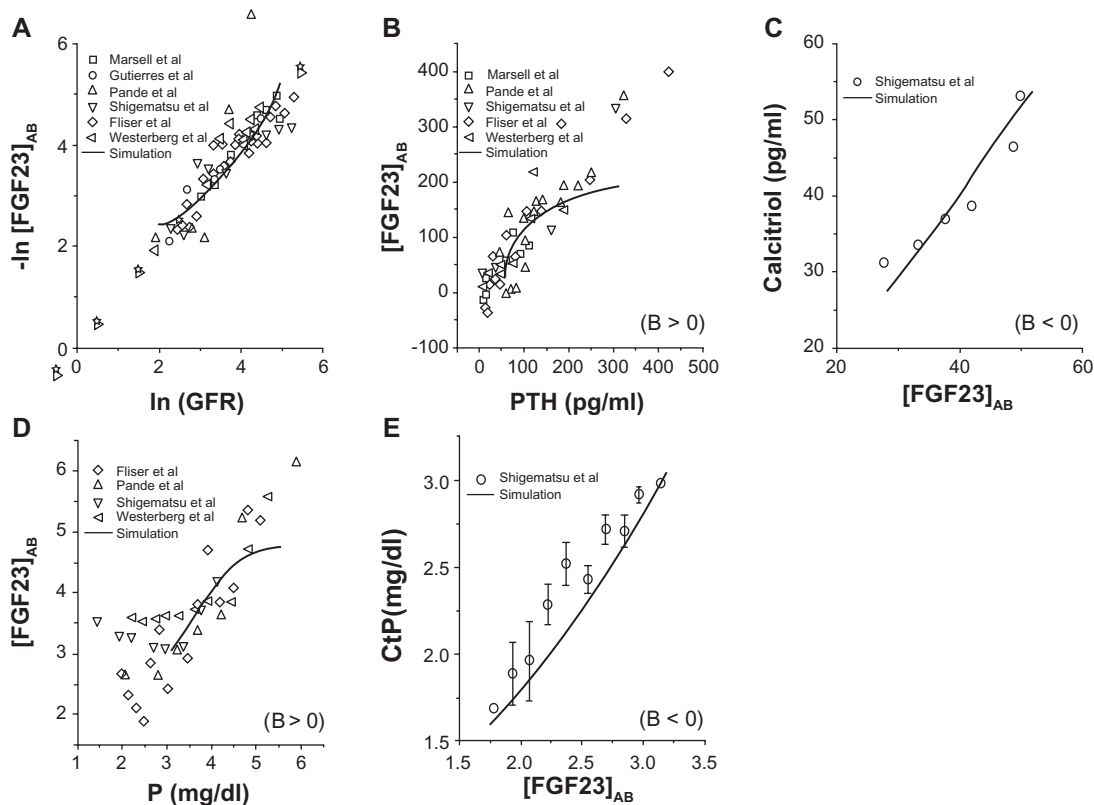 A
6
4
2
0
0
2
4
6
-ln [FGF23]AB
ln (GFR)
Marsell et al
Gutierres et al
Pande et al
Shigematsu et al
Fliser et al
Westerberg et al
Simulation
B
400
300
200
100
0
-100
0
100
200
300
400
500
[FGF23]AB
PTH (pg/ml)
Marsell et al
Pande et al
Shigematsu et al
Fliser et al
Westerberg et al
Simulation
(B > 0)
C
60
50
40
30
20
20
40
60
Calcitriol (pg/ml)
[FGF23]AB
Shigematsu et al
Simulation
(B < 0)
D
6
5
4
3
2
1
2
3
4
5
6
[FGF23]AB
P (mg/dl)
Fliser et al
Pande et al
Shigematsu et al
Westerberg et al
Simulation
(B > 0)
E
3.0
2.5
2.0
1.5
1.5
2.0
2.5
3.0
3.5
CtP(mg/dl)
[FGF23]AB
Shigematsu et al
Simulation
(B < 0)